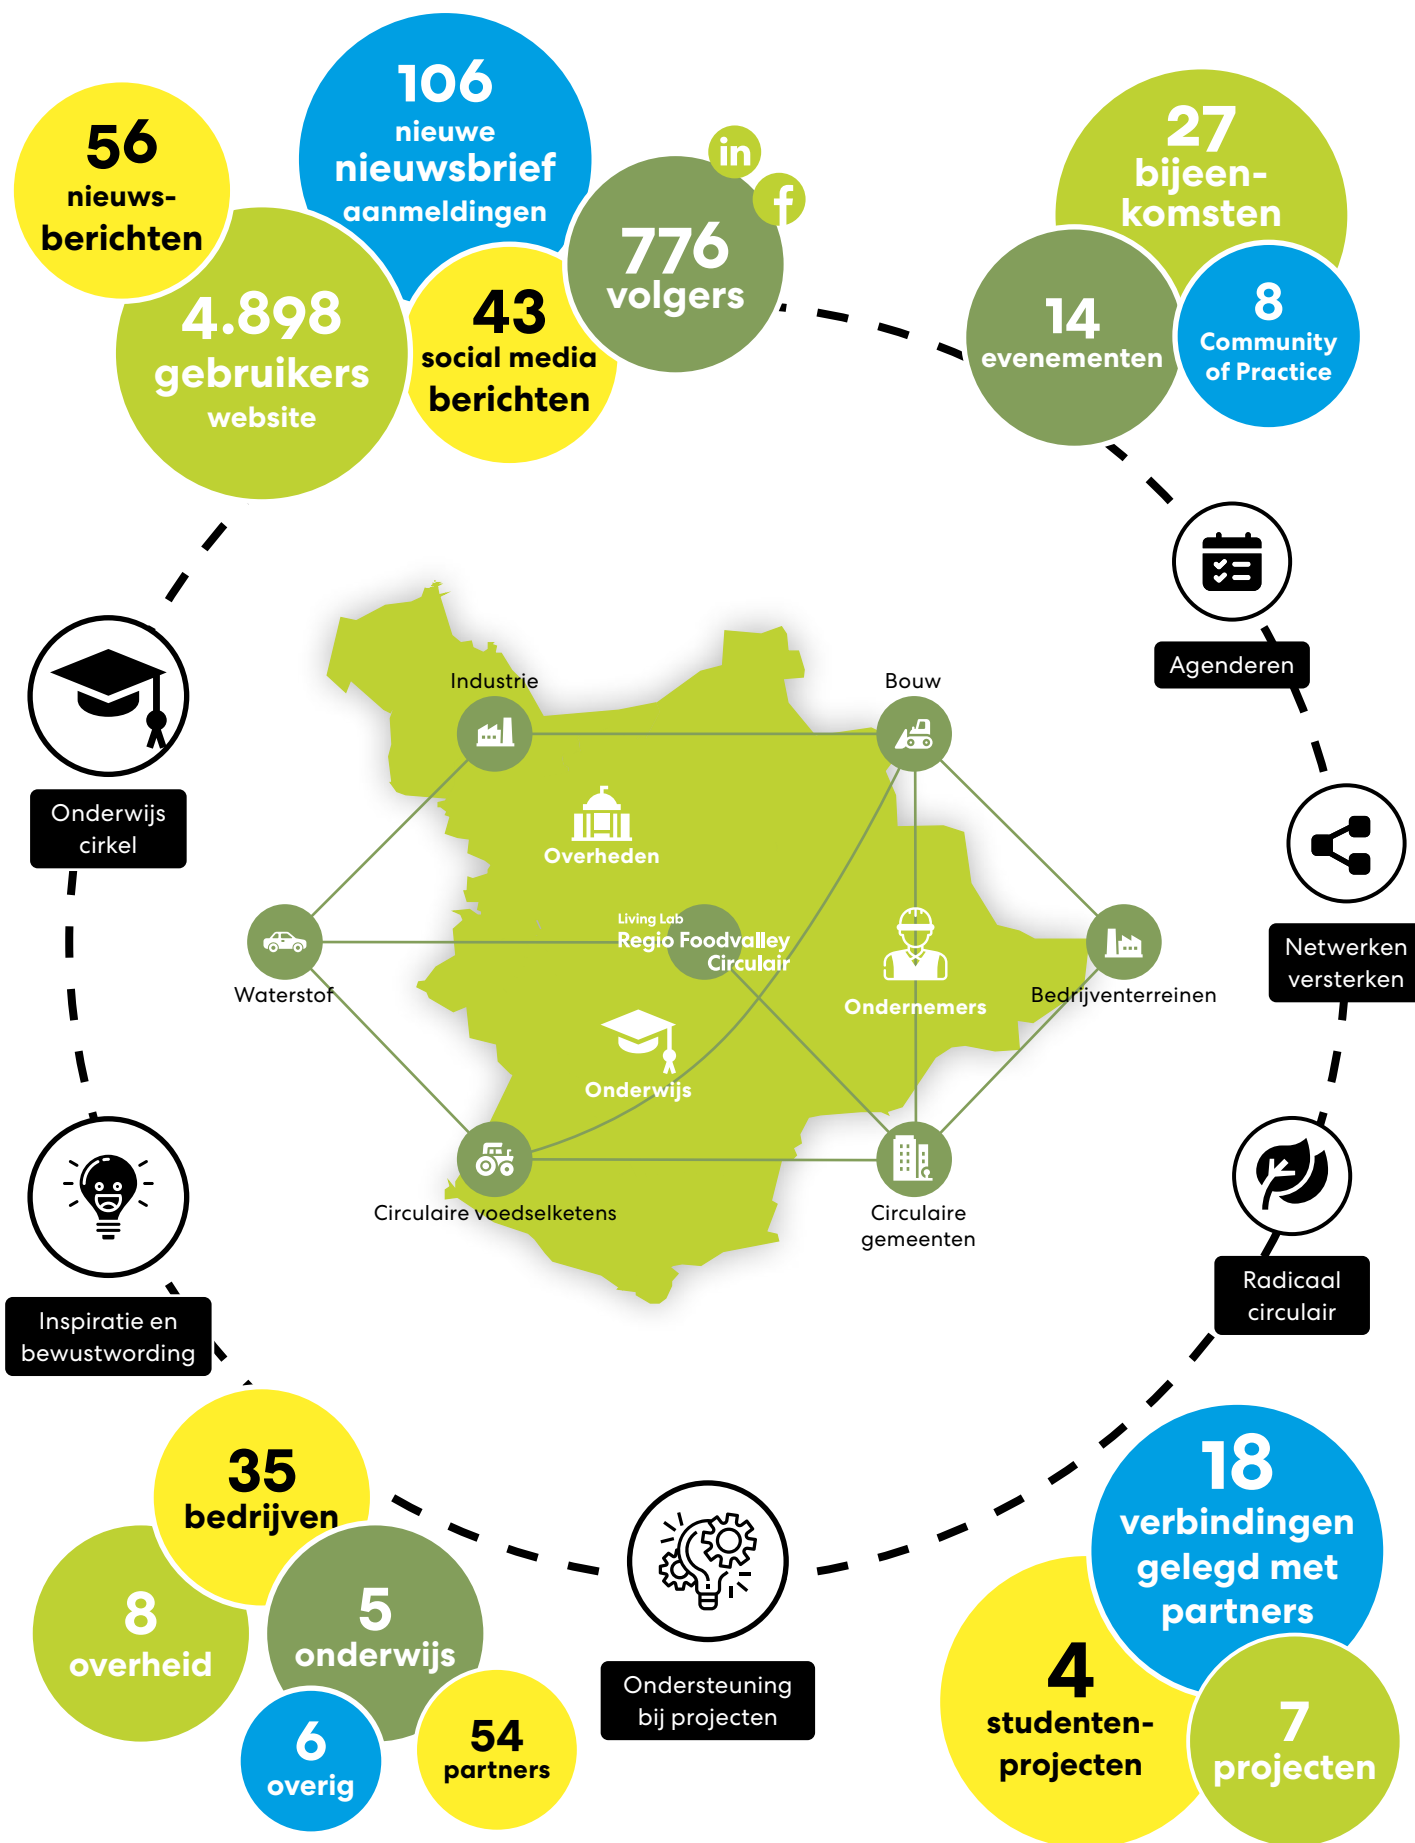 56
nieuws-
berichten
106
nieuwe
nieuwsbrief
aanmeldingen
4.898
gebruikers
website
43
social media
berichten
in
f
776
volgers
27
bijeen-
komsten
14
evenementen
8
Community
of Practice
Agenderen
Onderwijs
cirkel
Netwerken
versterken
Industrie
Bouw
Overheden
Living Lab
Regio Foodvalley
Circulair
Ondernemers
Waterstof
Bedrijventerreinen
Onderwijs
Circulaire voedselketens
Circulaire
gemeenten
Inspiratie en
bewustwording
Radicaal
circulair
35
bedrijven
8
overheid
5
onderwijs
6
overig
54
partners
Ondersteuning
bij projecten
18
verbindingen
gelegd met
partners
4
studenten-
projecten
7
projecten